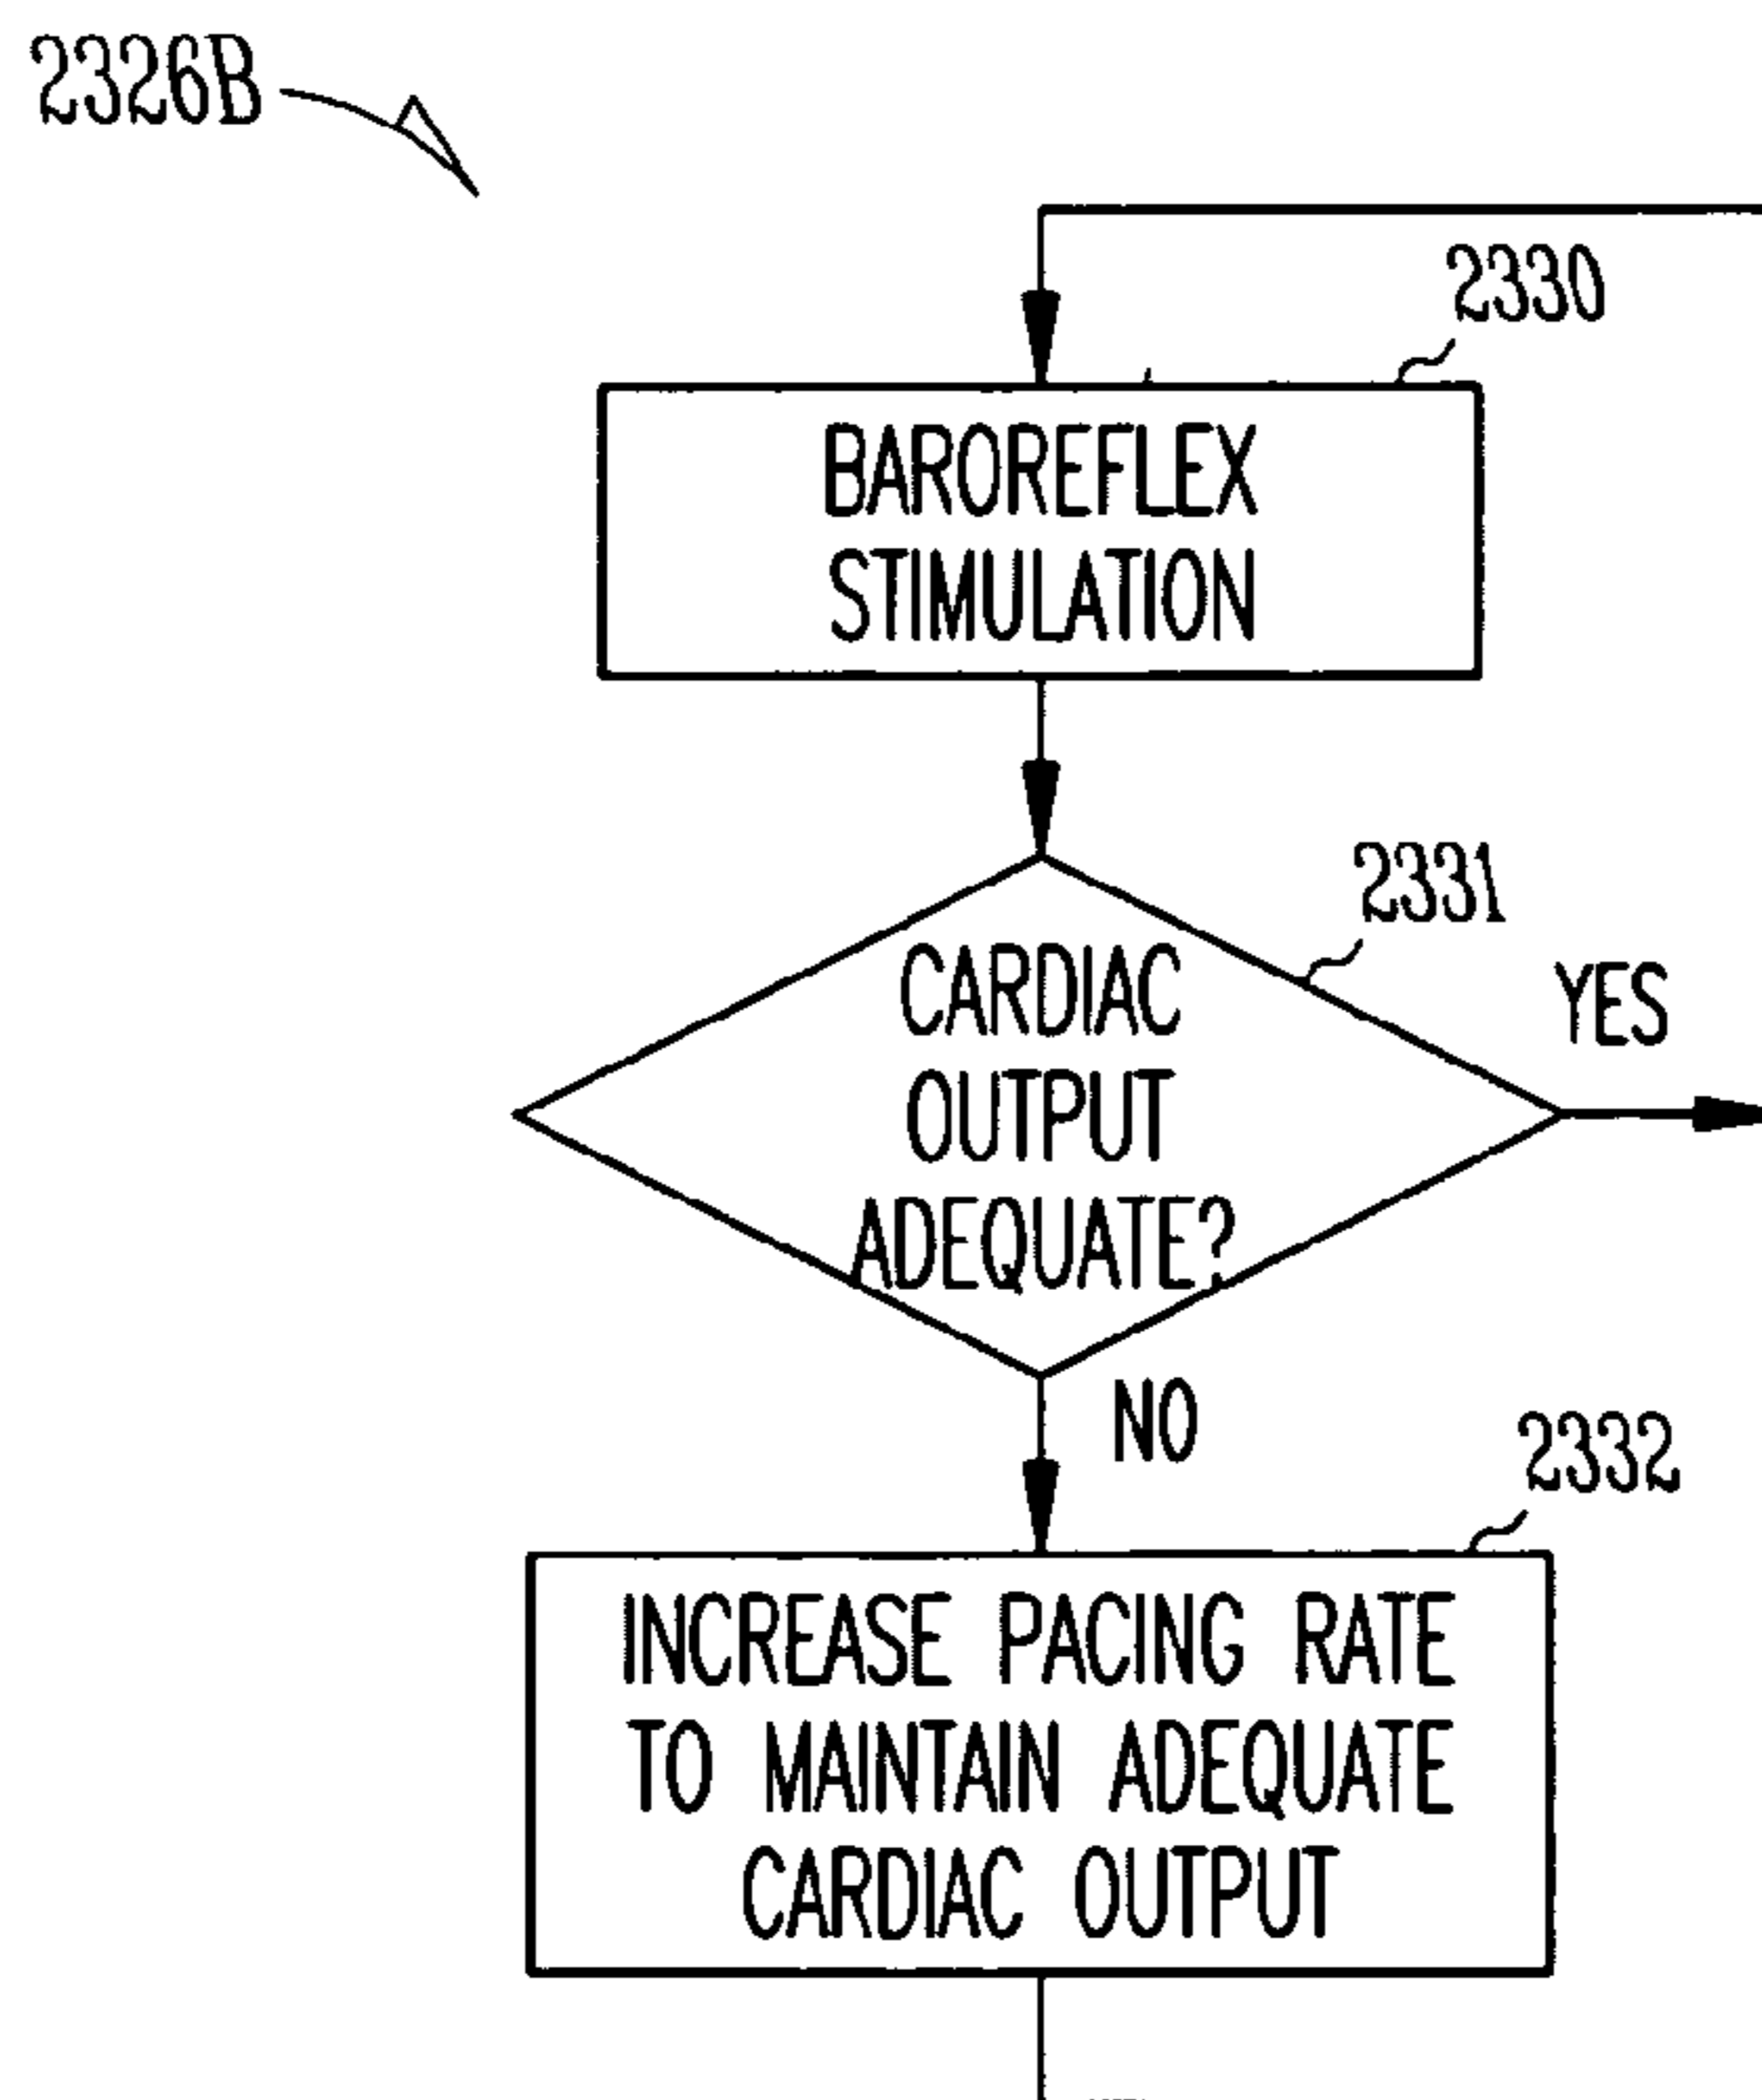 2326B
2330
BAROREFLEX
STIMULATION
2331
CARDIAC
OUTPUT
ADEQUATE?
YES
NO
2332
INCREASE PACING RATE
TO MAINTAIN ADEQUATE
CARDIAC OUTPUT